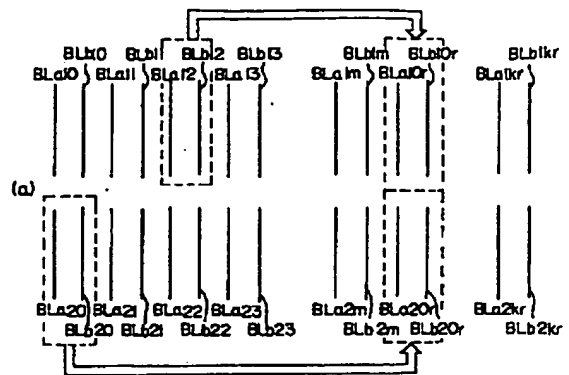 BLb10 BLb11 BLb12 BLb13 BLb1m BLb10r BLb1kr
BLa10 BLa11 BLa12 BLa13 BLa1m BLa10r BLa1kr
(a)
BLa20 BLa21 BLa22 BLa23 BLa2m BLa20r BLa2kr
BLb20 BLb21 BLb22 BLb23 BLb2m BLb20r BLb2kr